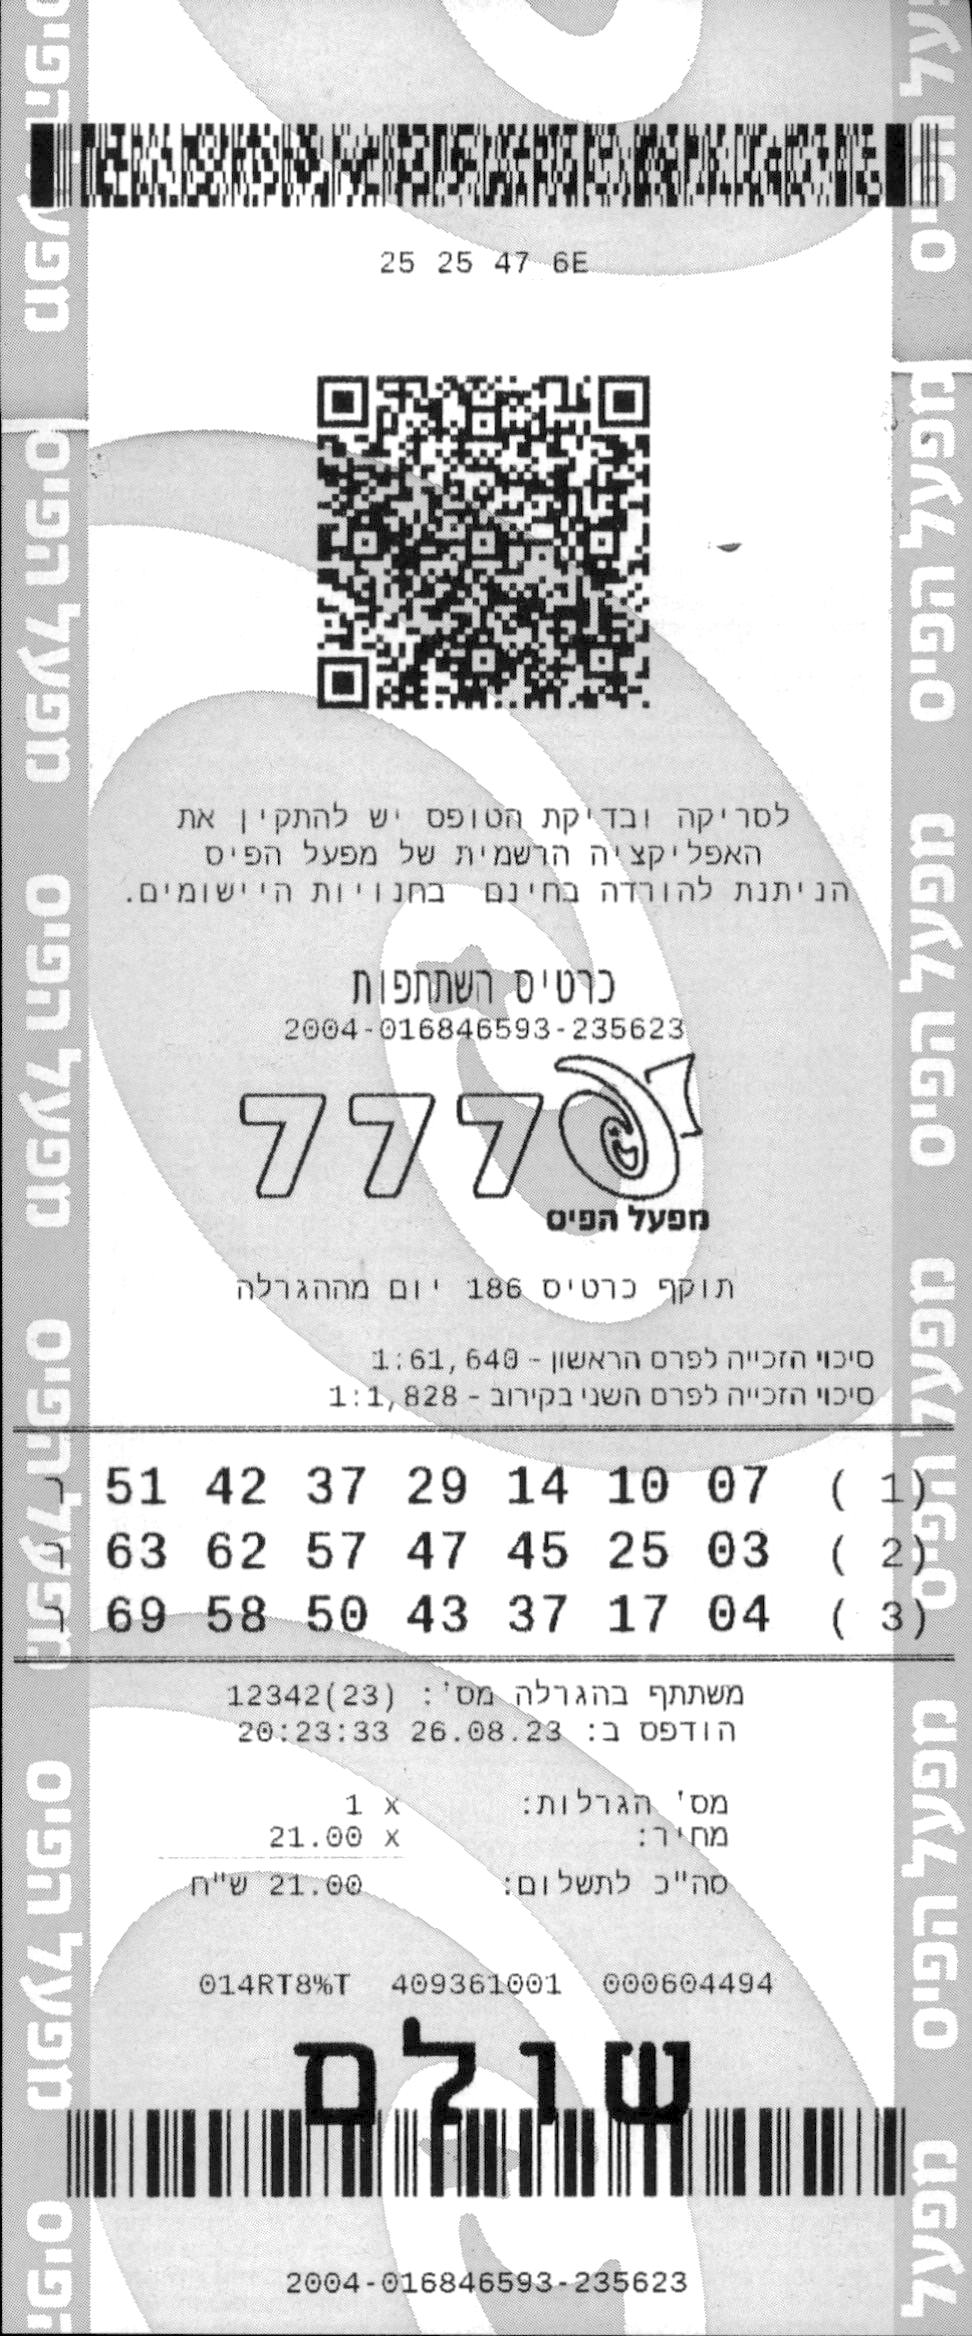 25 25 47 6E
לסריקה ובדיקת הטופס יש להתקין את
האפליקציה הרשמית של מפעל הפיס
הניתנת להורדה בחינם בחנויות היישומים.
כרטיס השתתפות
2004-016846593-235623
777
מפעל הפיס
תוקף כרטיס 186 יום מההגרלה
סיכוי הזכייה לפרס הראשון - 1:61,640
סיכוי הזכייה לפרס השני בקירוב - 1:1,828
(1) 07 10 14 29 37 42 51 ר
(2) 03 25 45 47 57 62 63 ר
(3) 04 17 37 43 50 58 69 ר
משתתף בהגרלה מס': 12342(23)
הודפס ב: 26.08.23 20:23:33
מס' הגרלות: x 1
מחיר: x 21.00
סה"כ לתשלום: 21.00 ש"ח
014RT8%T 409361001 000604494
שולם
2004-016846593-235623
מפעל הפיס מפעל הפיס מפעל הפיס מפעל הפיס מפעל הפיס
מפעל הפיס מפעל הפיס מפעל הפיס מפעל הפיס מפעל